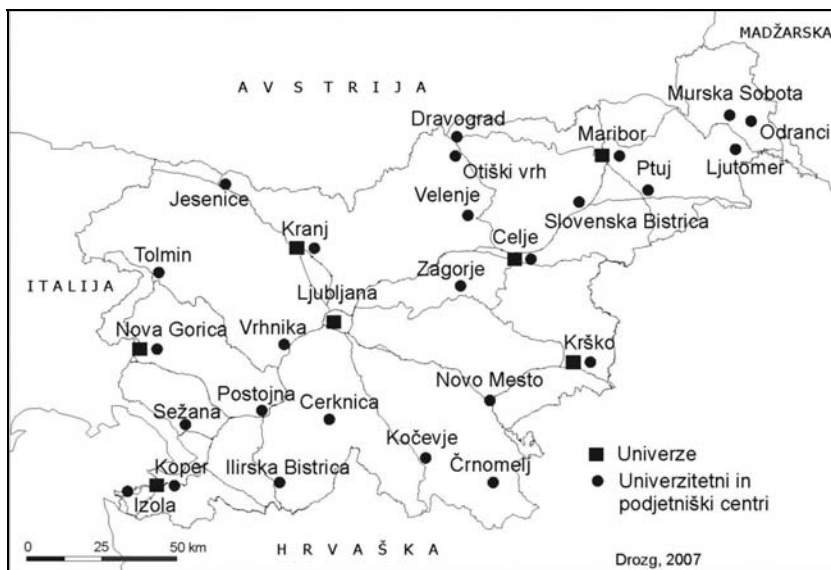 MADŽARSKA
A V S T R I J A
Murska Sobota
Dravograd
Maribor
Odranci
Otiški vrh
Ptuj
Ljutomer
Jesenice
Velenje
Slovenska Bistrica
Kranj
Celje
Tolmin
Zagorje
ITALIJA
Ljubljana
Nova Gorica
Vrhnika
Krško
Novo Mesto
Postojna
Cerknica
Sežana
Kočevje
Univerze
Koper
Ilirska Bistrica
Črnomelj
Univerzitetni in
podjetniški centri
Izola
0 25 50 km
H R V A Š K A
Drozg, 2007